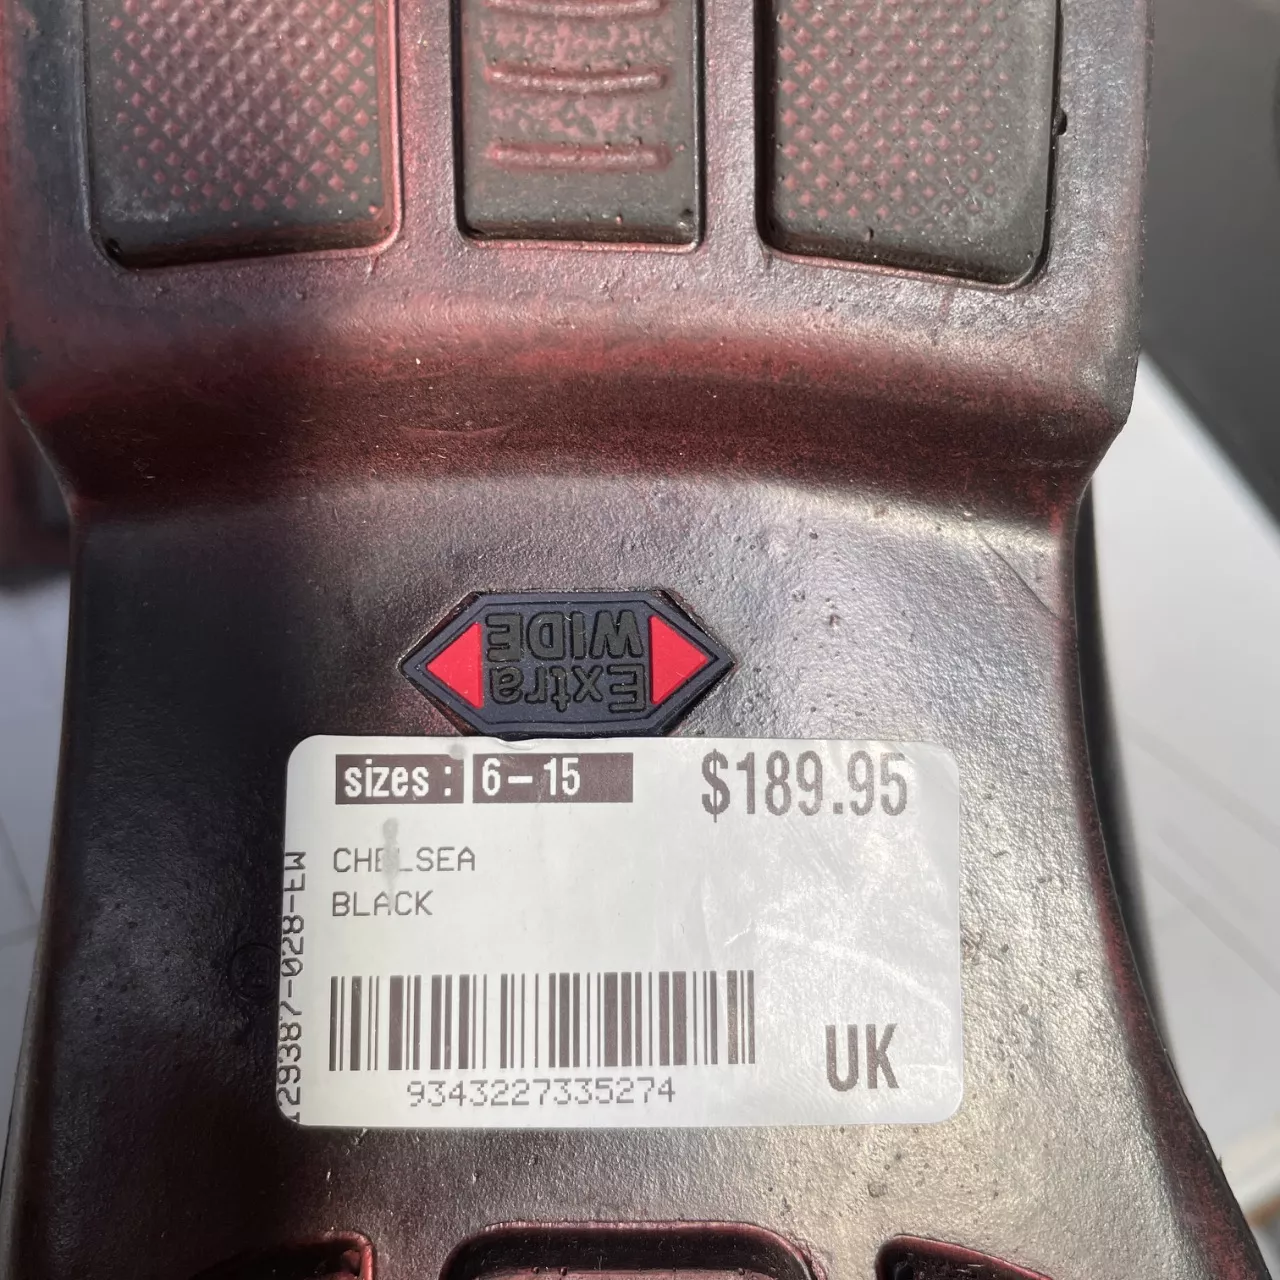 Extra
WIDE
sizes : 6-15
$189.95
CHELSEA
BLACK
129387-028-EW
9343227335274
UK